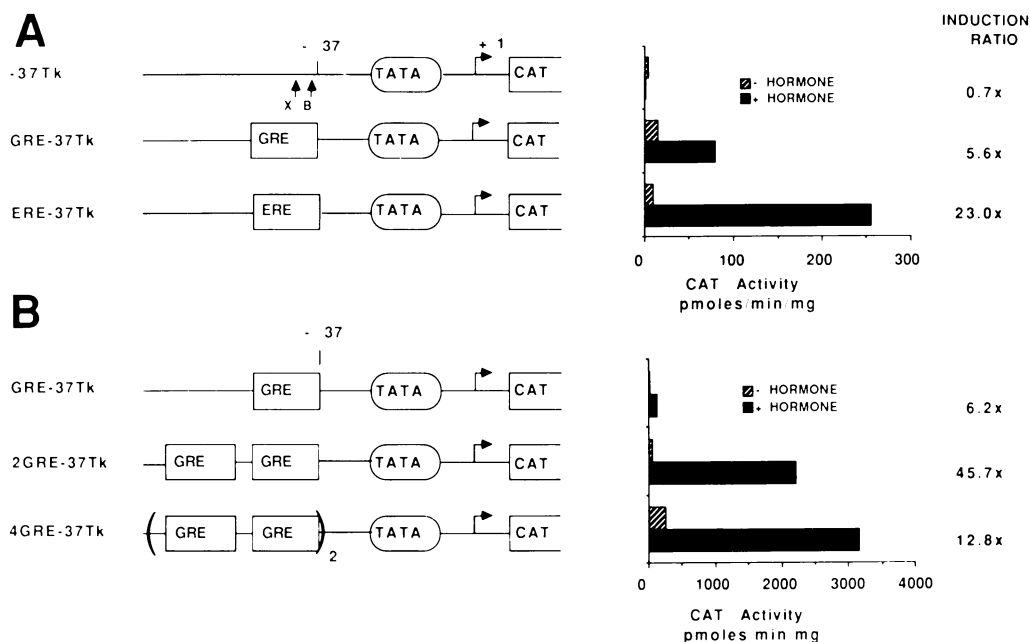 A
-37Tk
- 37
TATA
+ 1
CAT
X B
GRE-37Tk
GRE
TATA
CAT
ERE-37Tk
ERE
TATA
CAT
- HORMONE
+ HORMONE
INDUCTION
RATIO
0.7x
5.6x
23.0x
0 100 200 300
CAT Activity
pmoles/min/mg
B
- 37
GRE-37Tk
GRE
TATA
CAT
2GRE-37Tk
GRE GRE
TATA
CAT
4GRE-37Tk
( GRE GRE )2
TATA
CAT
- HORMONE
+ HORMONE
6.2x
45.7x
12.8x
0 1000 2000 3000 4000
CAT Activity
pmoles min mg